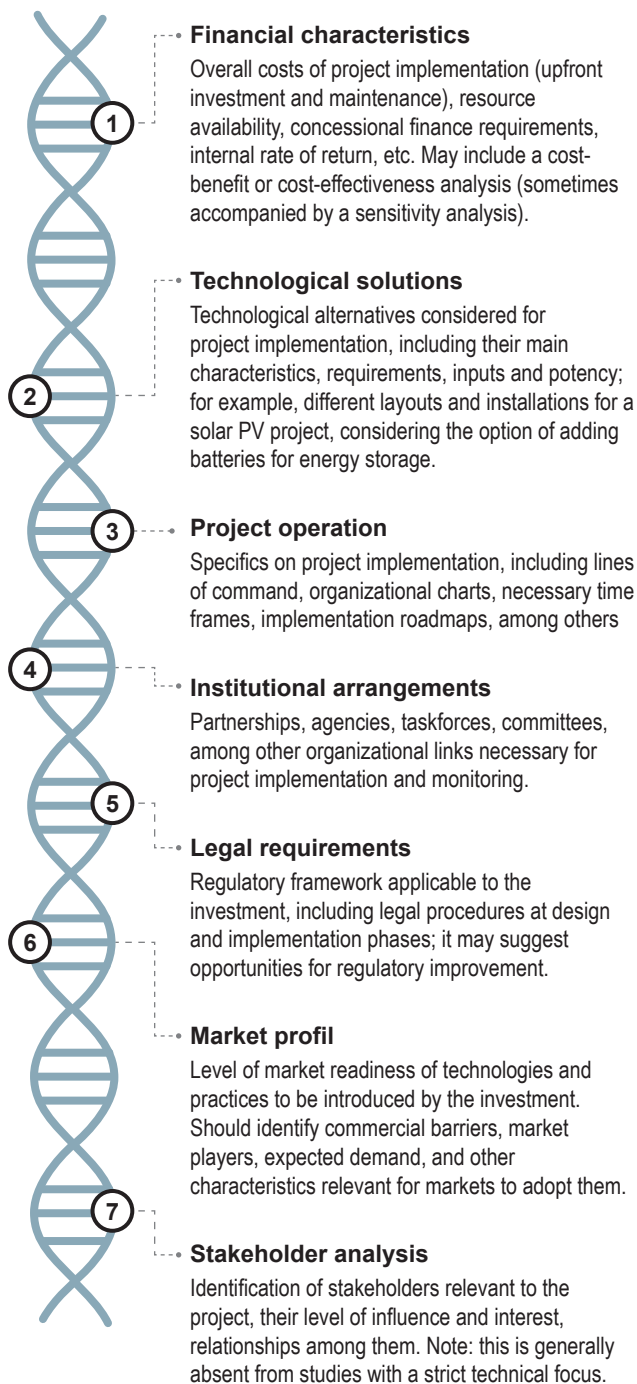 Financial characteristics
1
Overall costs of project implementation (upfront
investment and maintenance), resource
availability, concessional finance requirements,
internal rate of return, etc. May include a cost-
benefit or cost-effectiveness analysis (sometimes
accompanied by a sensitivity analysis).
Technological solutions
2
Technological alternatives considered for
project implementation, including their main
characteristics, requirements, inputs and potency;
for example, different layouts and installations for a
solar PV project, considering the option of adding
batteries for energy storage.
3
Project operation
Specifics on project implementation, including lines
of command, organizational charts, necessary time
frames, implementation roadmaps, among others
4
Institutional arrangements
Partnerships, agencies, taskforces, committees,
among other organizational links necessary for
project implementation and monitoring.
5
Legal requirements
Regulatory framework applicable to the
investment, including legal procedures at design
and implementation phases; it may suggest
opportunities for regulatory improvement.
6
Market profil
Level of market readiness of technologies and
practices to be introduced by the investment.
Should identify commercial barriers, market
players, expected demand, and other
characteristics relevant for markets to adopt them.
7
Stakeholder analysis
Identification of stakeholders relevant to the
project, their level of influence and interest,
relationships among them. Note: this is generally
absent from studies with a strict technical focus.